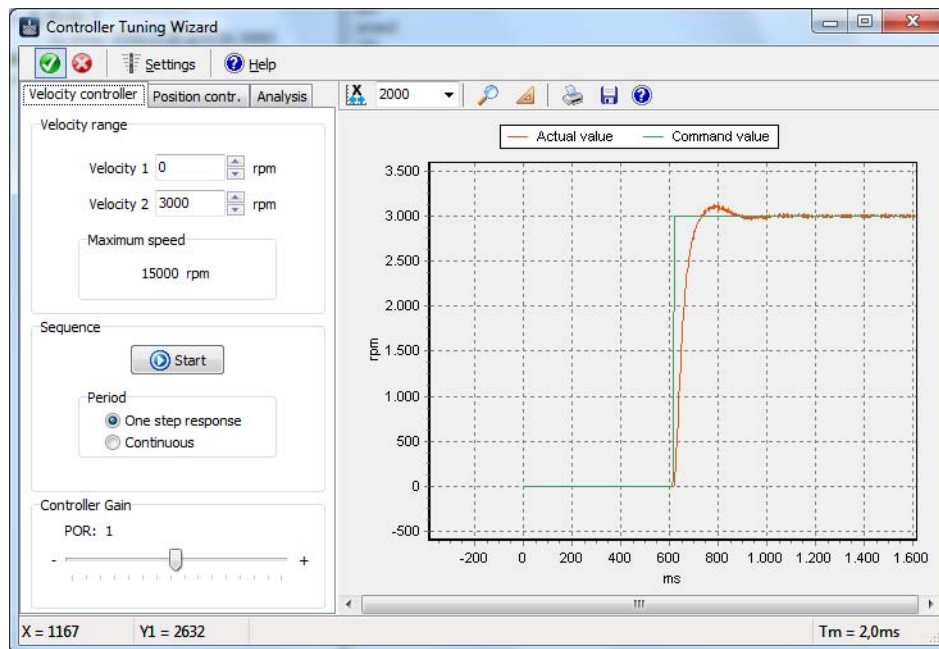 Controller Tuning Wizard
Settings Help
Velocity controller Position contr. Analysis
X 2000
Velocity range
Velocity 1 0 rpm
Velocity 2 3000 rpm
Maximum speed
15000 rpm
Sequence
Start
Period
One step response
Continuous
Controller Gain
POR: 1
- +
Actual value Command value
3.500
3.000
2.500
2.000
1.500
1.000
500
0
-500
rpm
-200 0 200 400 600 800 1.000 1.200 1.400 1.600
ms
X = 1167 Y1 = 2632 Tm = 2,0ms